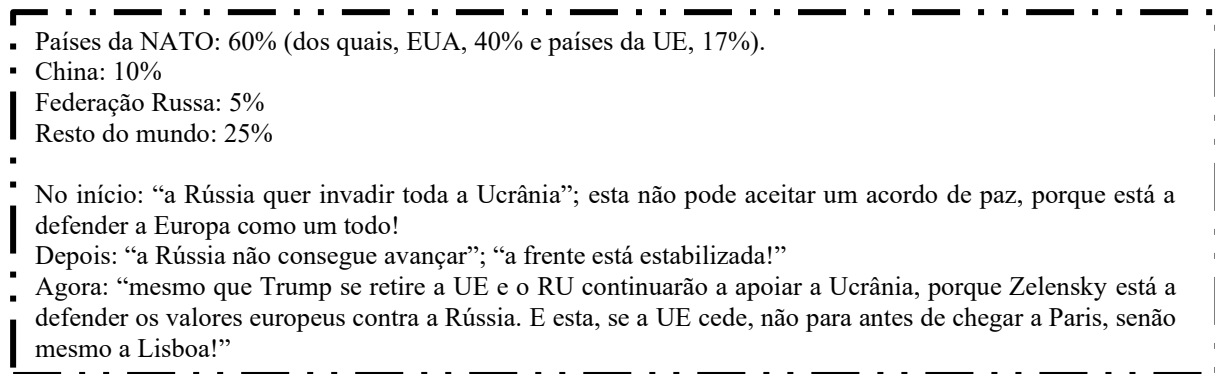 Países da NATO: 60% (dos quais, EUA, 40% e países da UE, 17%).
China: 10%
Federação Russa: 5%
Resto do mundo: 25%
No início: “a Rússia quer invadir toda a Ucrânia”; esta não pode aceitar um acordo de paz, porque está a
defender a Europa como um todo!
Depois: “a Rússia não consegue avançar”; “a frente está estabilizada!”
Agora: “mesmo que Trump se retire a UE e o RU continuarão a apoiar a Ucrânia, porque Zelensky está a
defender os valores europeus contra a Rússia. E esta, se a UE cede, não para antes de chegar a Paris, senão
mesmo a Lisboa!”